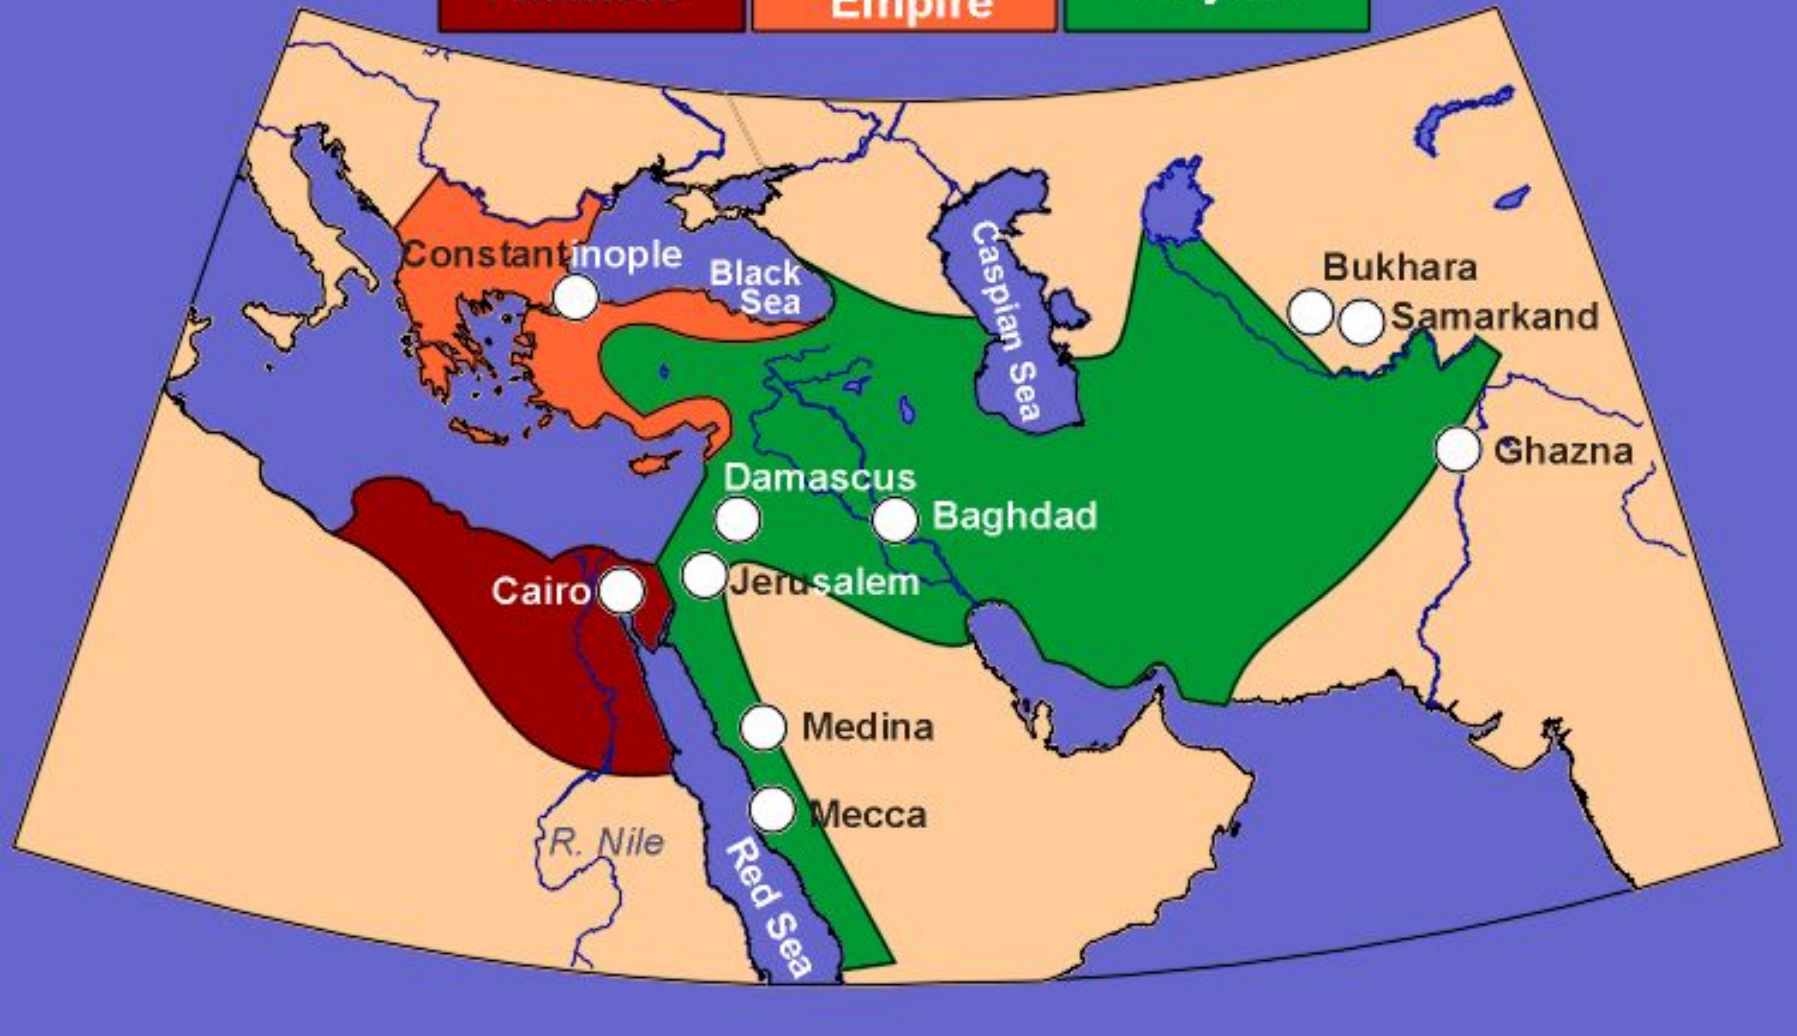 Empire
Constantinople
Black
Sea
Caspian Sea
Bukhara
Samarkand
Ghazna
Damascus
Baghdad
Cairo
Jerusalem
Medina
Mecca
R. Nile
Red Sea